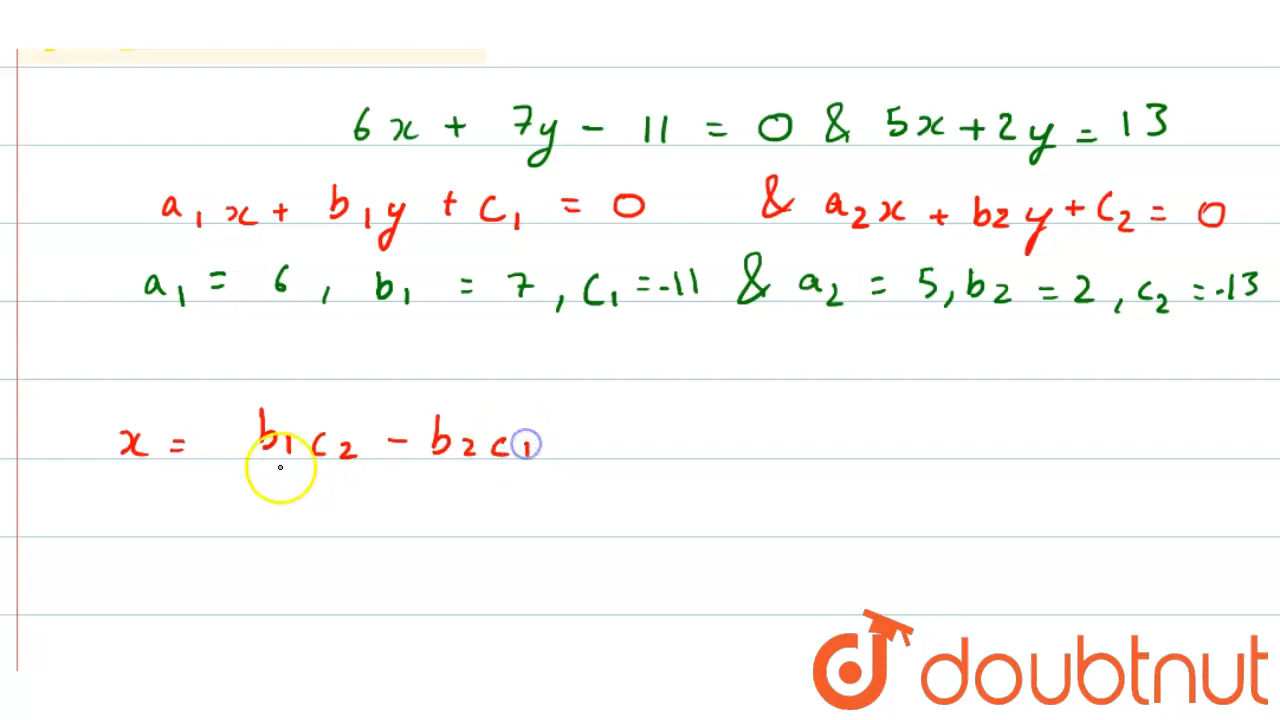 6x + 7y - 11 = 0 & 5x + 2y = 13
a₁x + b₁y + c₁ = 0 & a₂x + b₂y + c₂ = 0
a₁ = 6, b₁ = 7, c₁ = -11 & a₂ = 5, b₂ = 2, c₂ = -13
x = b₁c₂ - b₂c₁
doubtnut